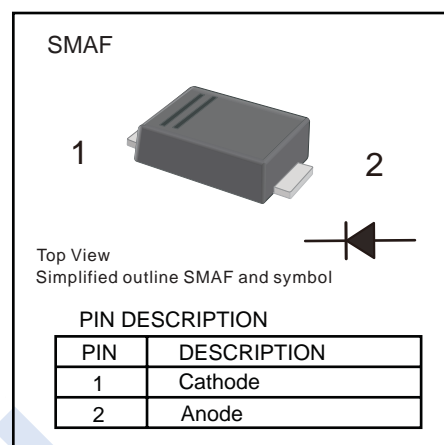 SMAF
1
2
Top View
Simplified outline SMAF and symbol
PIN DESCRIPTION
PIN DESCRIPTION
1 Cathode
2 Anode